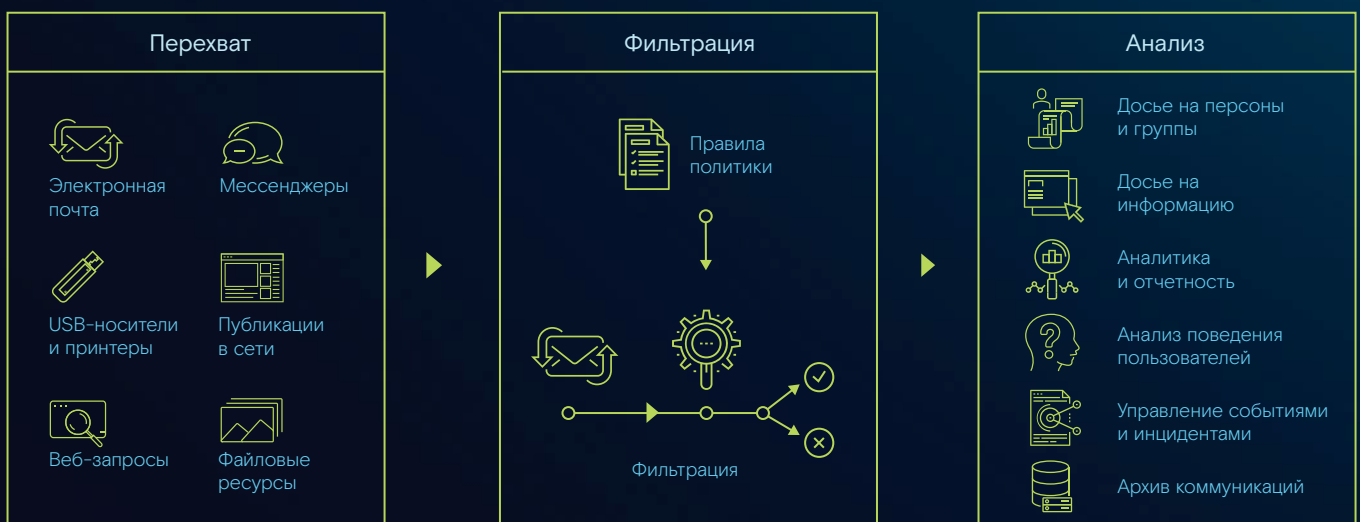 Перехват
Электронная
почта
Мессенджеры
USB-носители
и принтеры
Публикации
в сети
Веб-запросы
Файловые
ресурсы
Фильтрация
Правила
политики
Фильтрация
Анализ
Досье на персоны
и группы
Досье на
информацию
Аналитика
и отчетность
Анализ поведения
пользователей
Управление событиями
и инцидентами
Архив коммуникаций